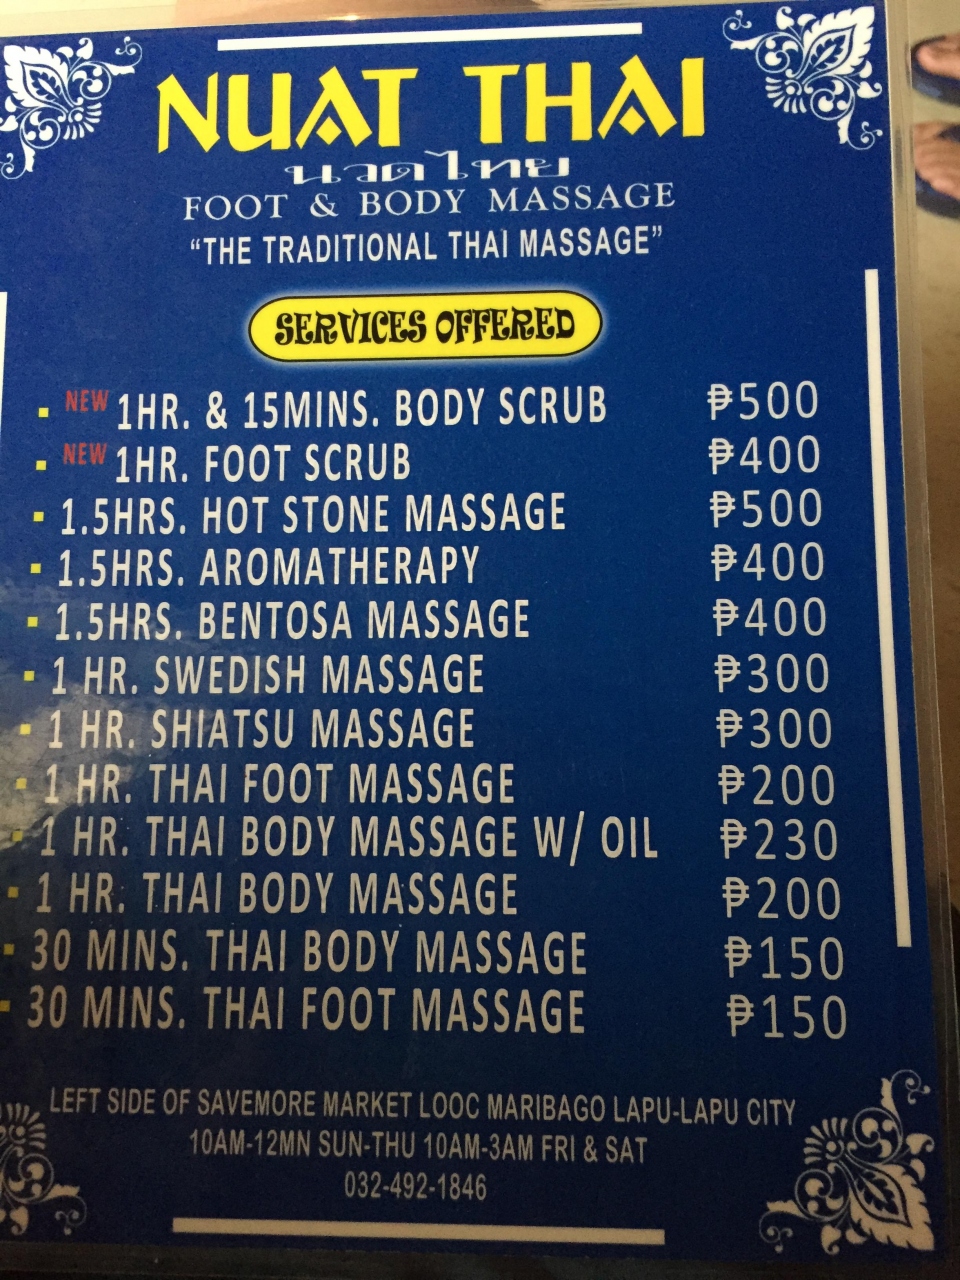 NUAT THAI
นวดไทย
FOOT & BODY MASSAGE
“THE TRADITIONAL THAI MASSAGE”
SERVICES OFFERED
▪ NEW 1HR. & 15MINS. BODY SCRUB ₱500
▪ NEW 1HR. FOOT SCRUB ₱400
▪ 1.5HRS. HOT STONE MASSAGE ₱500
▪ 1.5HRS. AROMATHERAPY ₱400
▪ 1.5HRS. BENTOSA MASSAGE ₱400
▪ 1 HR. SWEDISH MASSAGE ₱300
▪ 1 HR. SHIATSU MASSAGE ₱300
▪ 1 HR. THAI FOOT MASSAGE ₱200
▪ 1 HR. THAI BODY MASSAGE W/ OIL ₱230
▪ 1 HR. THAI BODY MASSAGE ₱200
▪ 30 MINS. THAI BODY MASSAGE ₱150
▪ 30 MINS. THAI FOOT MASSAGE ₱150
LEFT SIDE OF SAVEMORE MARKET LOOC MARIBAGO LAPU-LAPU CITY
10AM-12MN SUN-THU 10AM-3AM FRI & SAT
032-492-1846